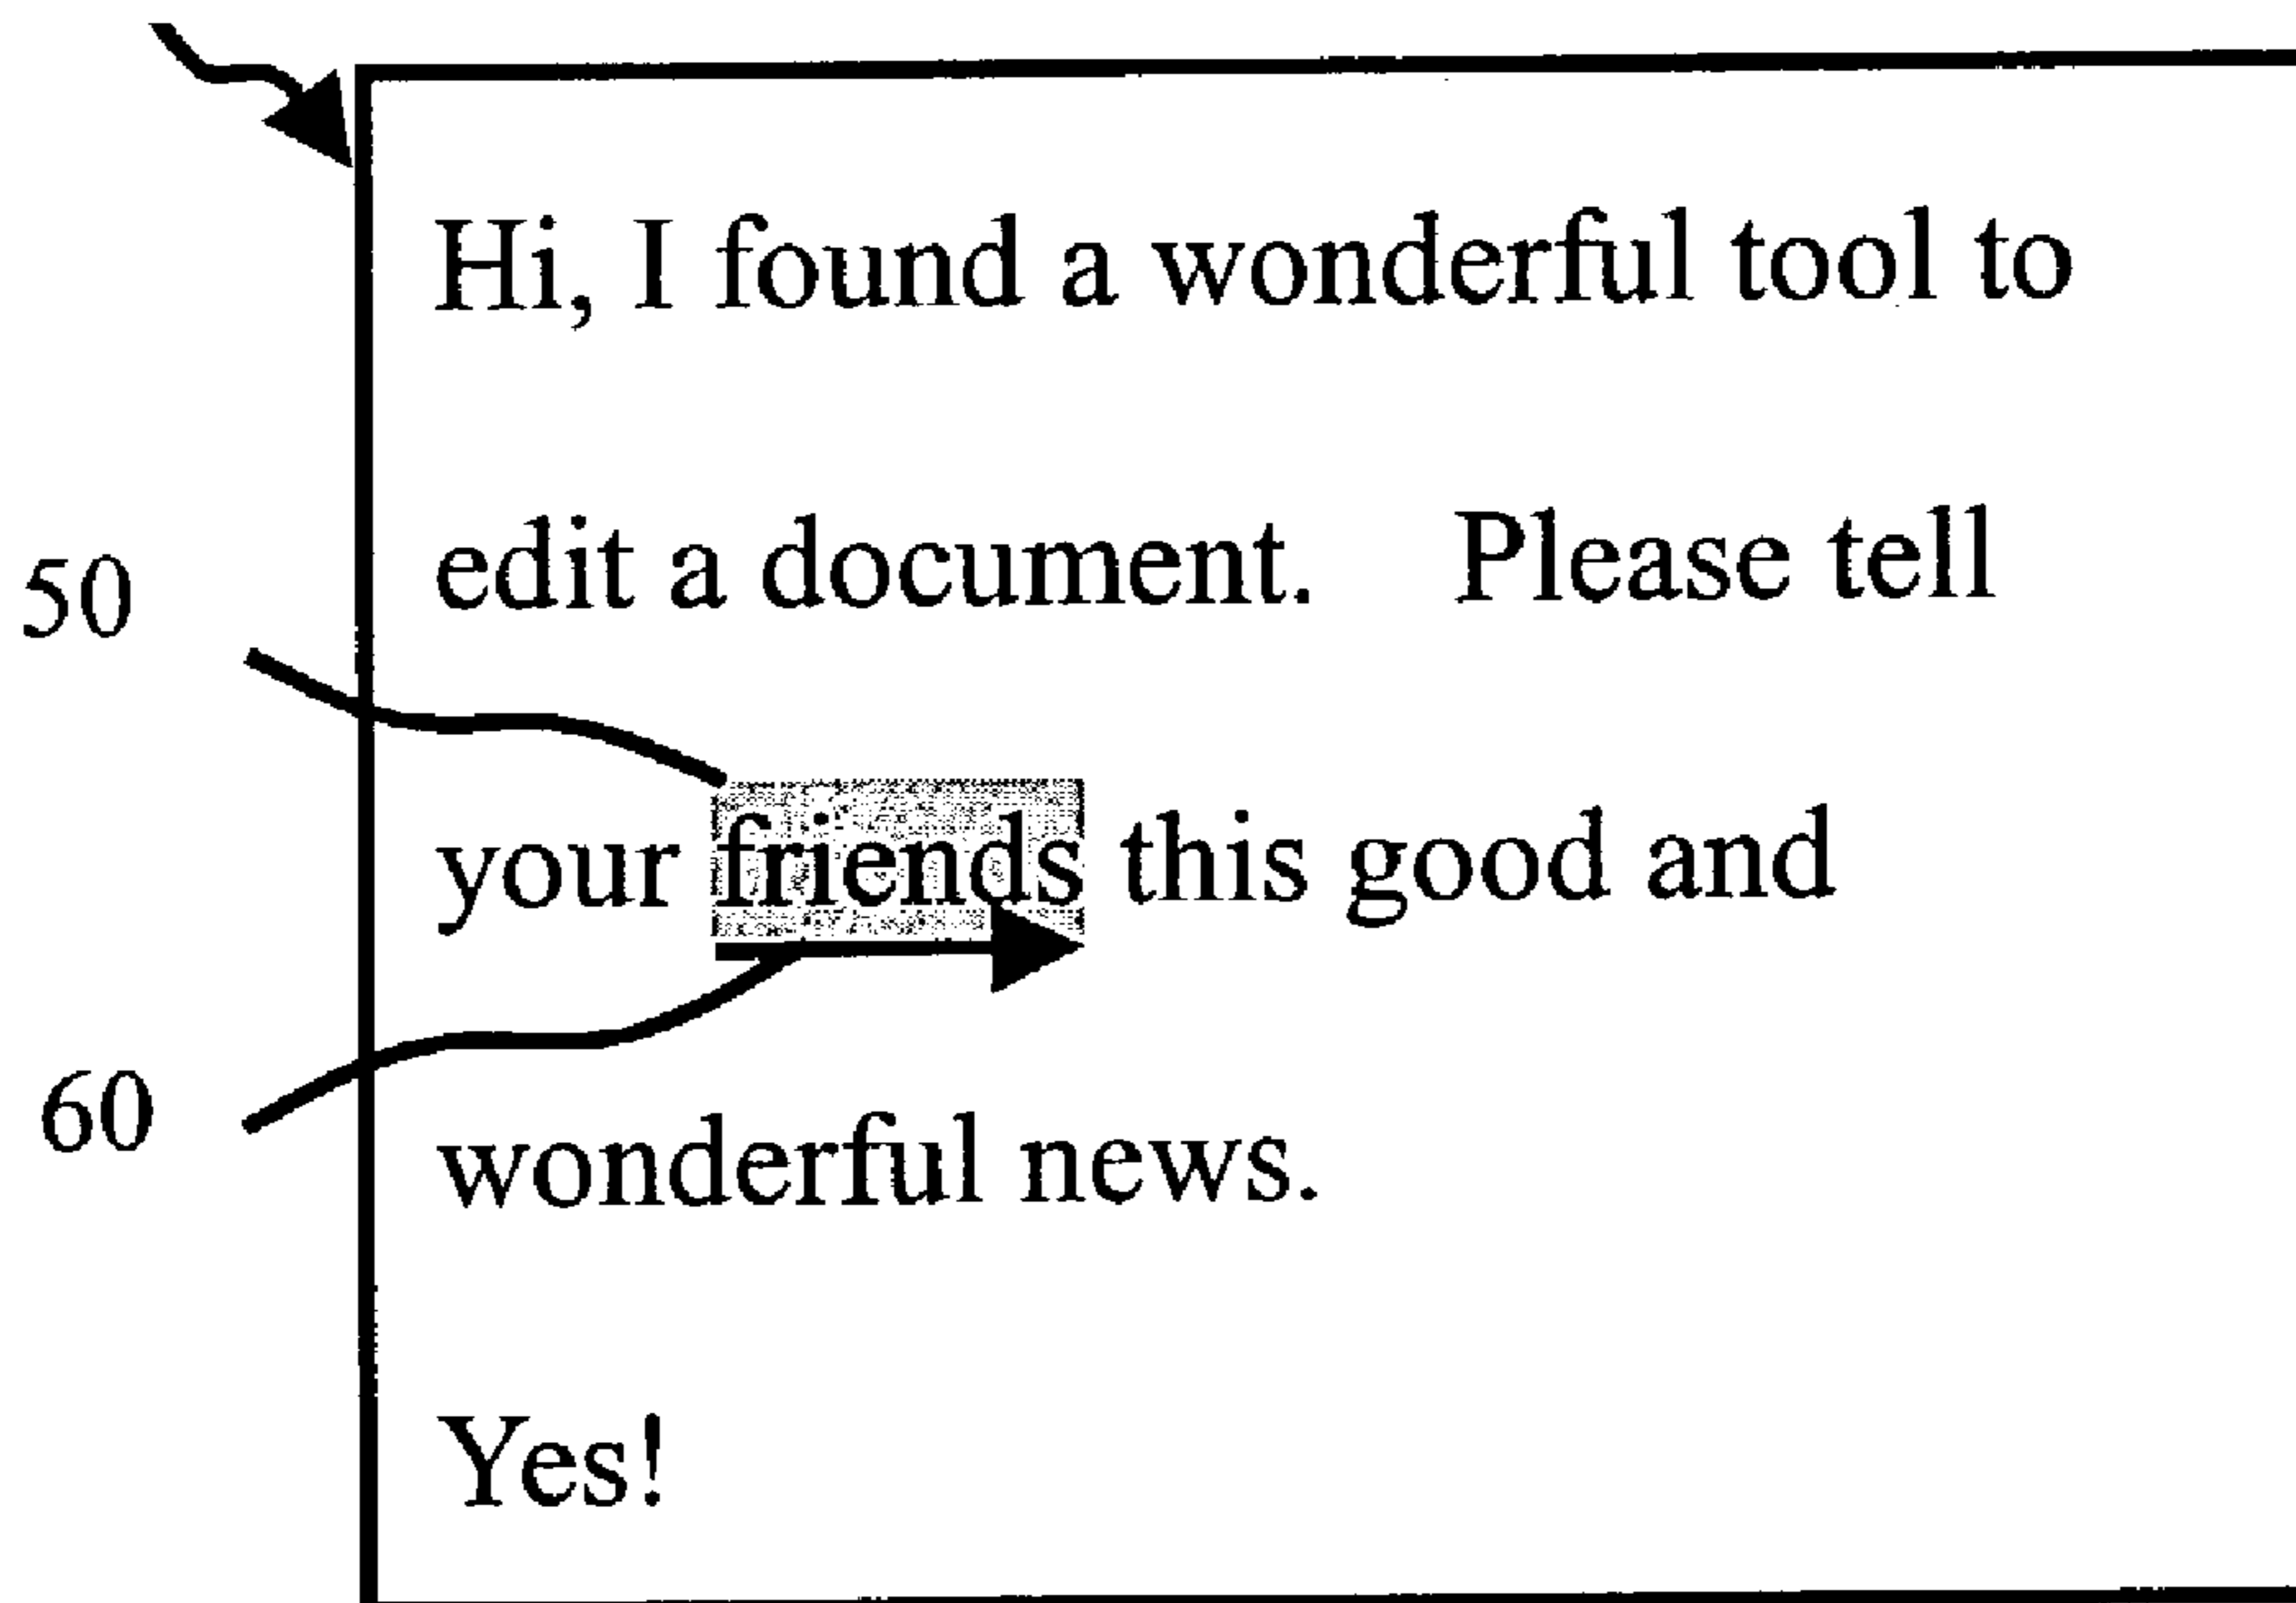 Hi, I found a wonderful tool to
50
edit a document. Please tell
your friends this good and
60
wonderful news.
Yes!